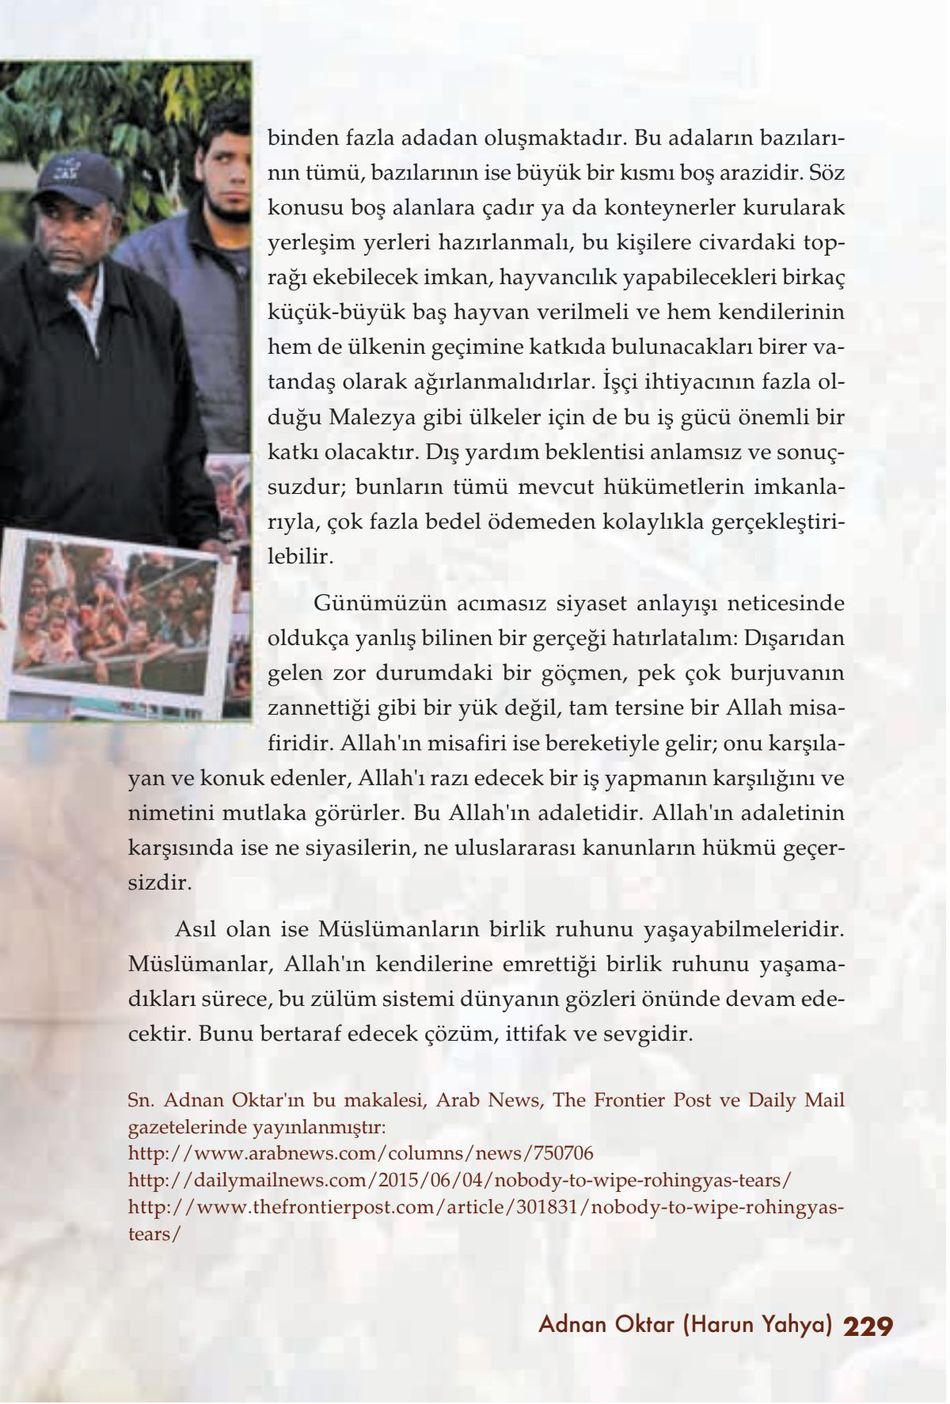 binden fazla adadan oluşmaktadır. Bu adaların bazıları-
nın tümü, bazılarının ise büyük bir kısmı boş arazidir. Söz
konusu boş alanlara çadır ya da konteynerler kurularak
yerleşim yerleri hazırlanmalı, bu kişilere civardaki top-
rağı ekebilecek imkan, hayvancılık yapabilecekleri birkaç
küçük-büyük baş hayvan verilmeli ve hem kendilerinin
hem de ülkenin geçimine katkıda bulunacakları birer va-
tandaş olarak ağırlanmalıdırlar. İşçi ihtiyacının fazla ol-
duğu Malezya gibi ülkeler için de bu iş gücü önemli bir
katkı olacaktır. Dış yardım beklentisi anlamsız ve sonuç-
suzdur; bunların tümü mevcut hükümetlerin imkanla-
rıyla, çok fazla bedel ödemeden kolaylıkla gerçekleştiri-
lebilir.
Günümüzün acımasız siyaset anlayışı neticesinde
oldukça yanlış bilinen bir gerçeği hatırlatalım: Dışarıdan
gelen zor durumdaki bir göçmen, pek çok burjuvanın
zannettiği gibi bir yük değil, tam tersine bir Allah misa-
firidir. Allah'ın misafiri ise bereketiyle gelir; onu karşıla-
yan ve konuk edenler, Allah'ı razı edecek bir iş yapmanın karşılığını ve
nimetini mutlaka görürler. Bu Allah'ın adaletidir. Allah'ın adaletinin
karşısında ise ne siyasilerin, ne uluslararası kanunların hükmü geçer-
sizdir.
Asıl olan ise Müslümanların birlik ruhunu yaşayabilmeleridir.
Müslümanlar, Allah'ın kendilerine emrettiği birlik ruhunu yaşama-
dıkları sürece, bu zülüm sistemi dünyanın gözleri önünde devam ede-
cektir. Bunu bertaraf edecek çözüm, ittifak ve sevgidir.
Sn. Adnan Oktar'ın bu makalesi, Arab News, The Frontier Post ve Daily Mail
gazetelerinde yayınlanmıştır:
http://www.arabnews.com/columns/news/750706
http://dailymailnews.com/2015/06/04/nobody-to-wipe-rohingyas-tears/
http://www.thefrontierpost.com/article/301831/nobody-to-wipe-rohingyas-
tears/
Adnan Oktar (Harun Yahya) 229